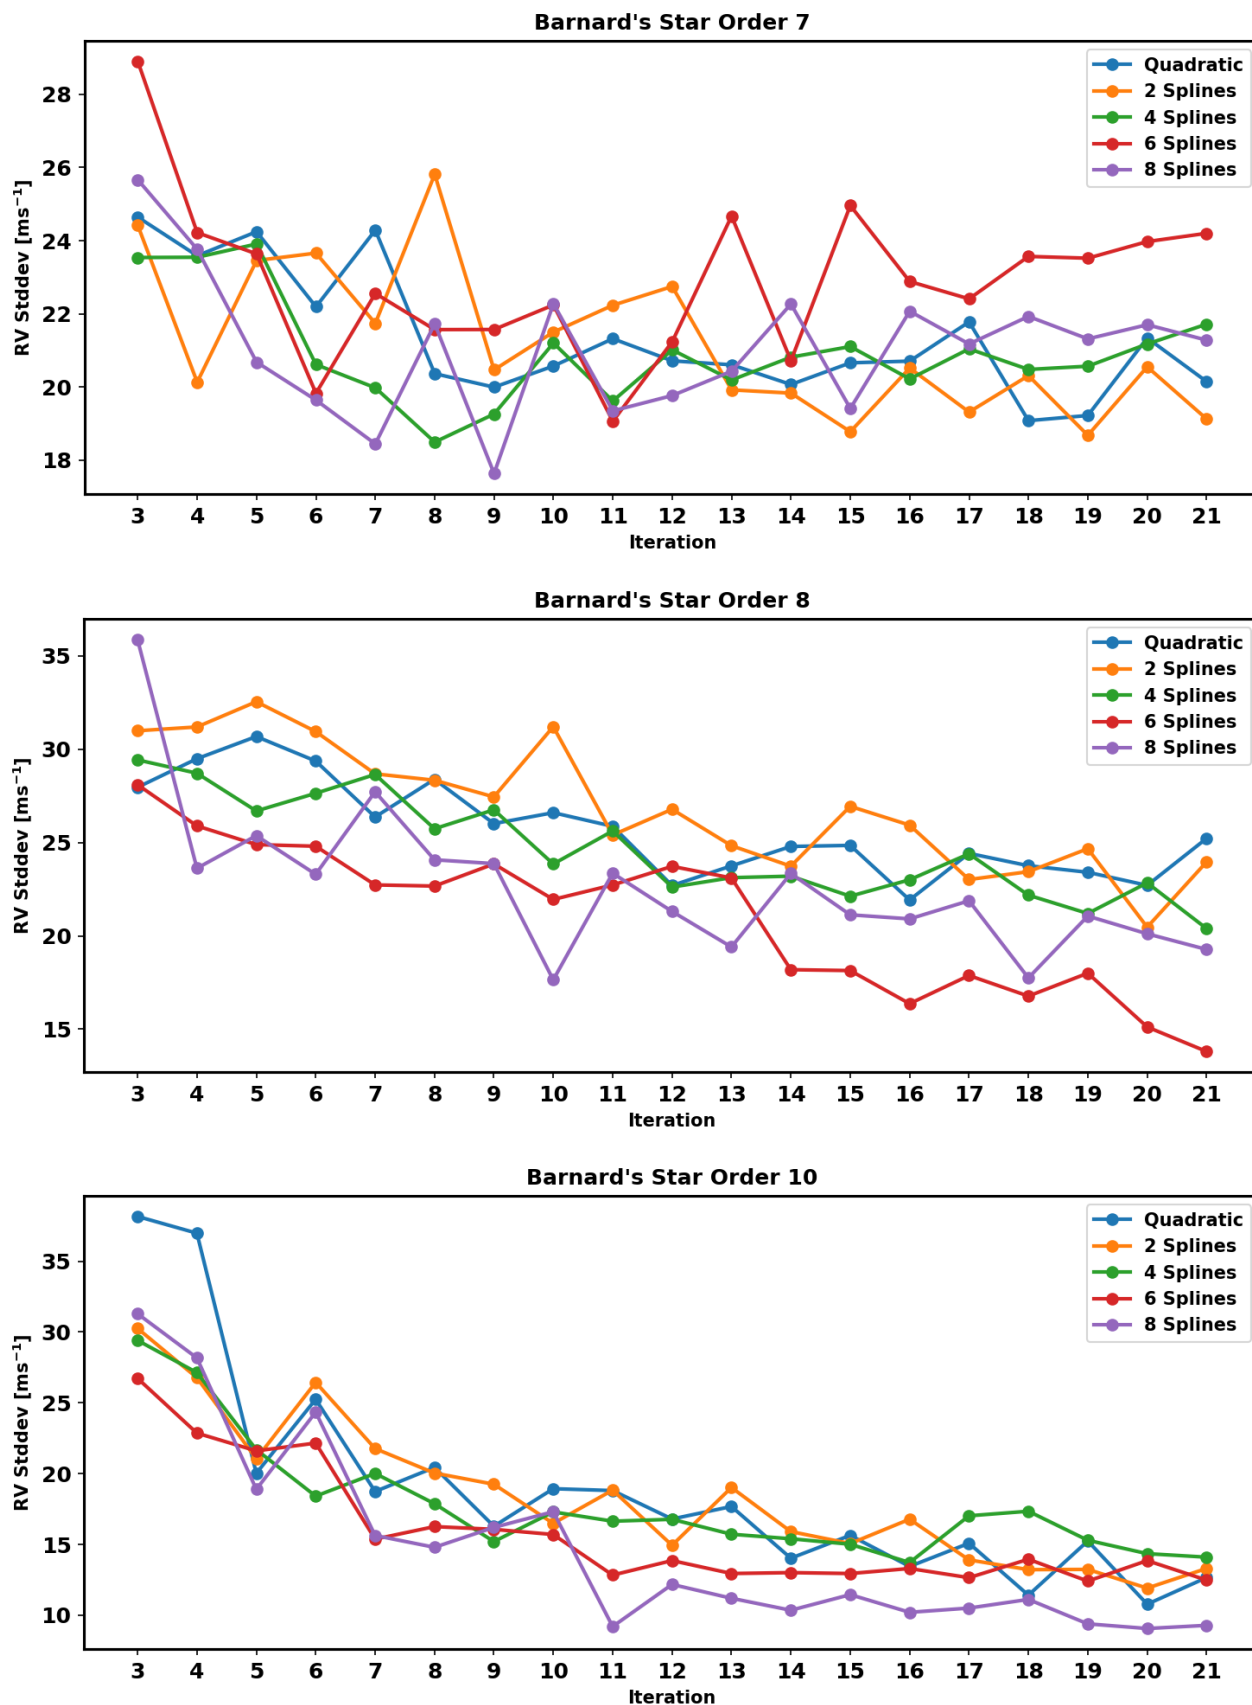 Barnard's Star Order 7
RV Stddev [ms⁻¹]
28
26
24
22
20
18
Quadratic
2 Splines
4 Splines
6 Splines
8 Splines
3 4 5 6 7 8 9 10 11 12 13 14 15 16 17 18 19 20 21
Iteration
Barnard's Star Order 8
RV Stddev [ms⁻¹]
35
30
25
20
15
Quadratic
2 Splines
4 Splines
6 Splines
8 Splines
3 4 5 6 7 8 9 10 11 12 13 14 15 16 17 18 19 20 21
Iteration
Barnard's Star Order 10
RV Stddev [ms⁻¹]
35
30
25
20
15
10
Quadratic
2 Splines
4 Splines
6 Splines
8 Splines
3 4 5 6 7 8 9 10 11 12 13 14 15 16 17 18 19 20 21
Iteration